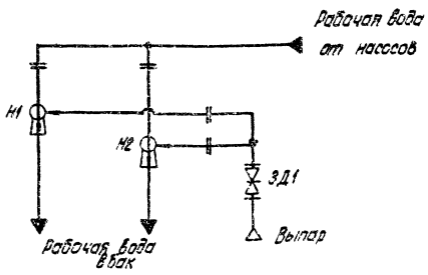 Рабочая вода
от насосов
Н1
Н2
ЗД1
Выпар
Рабочая вода
в бак